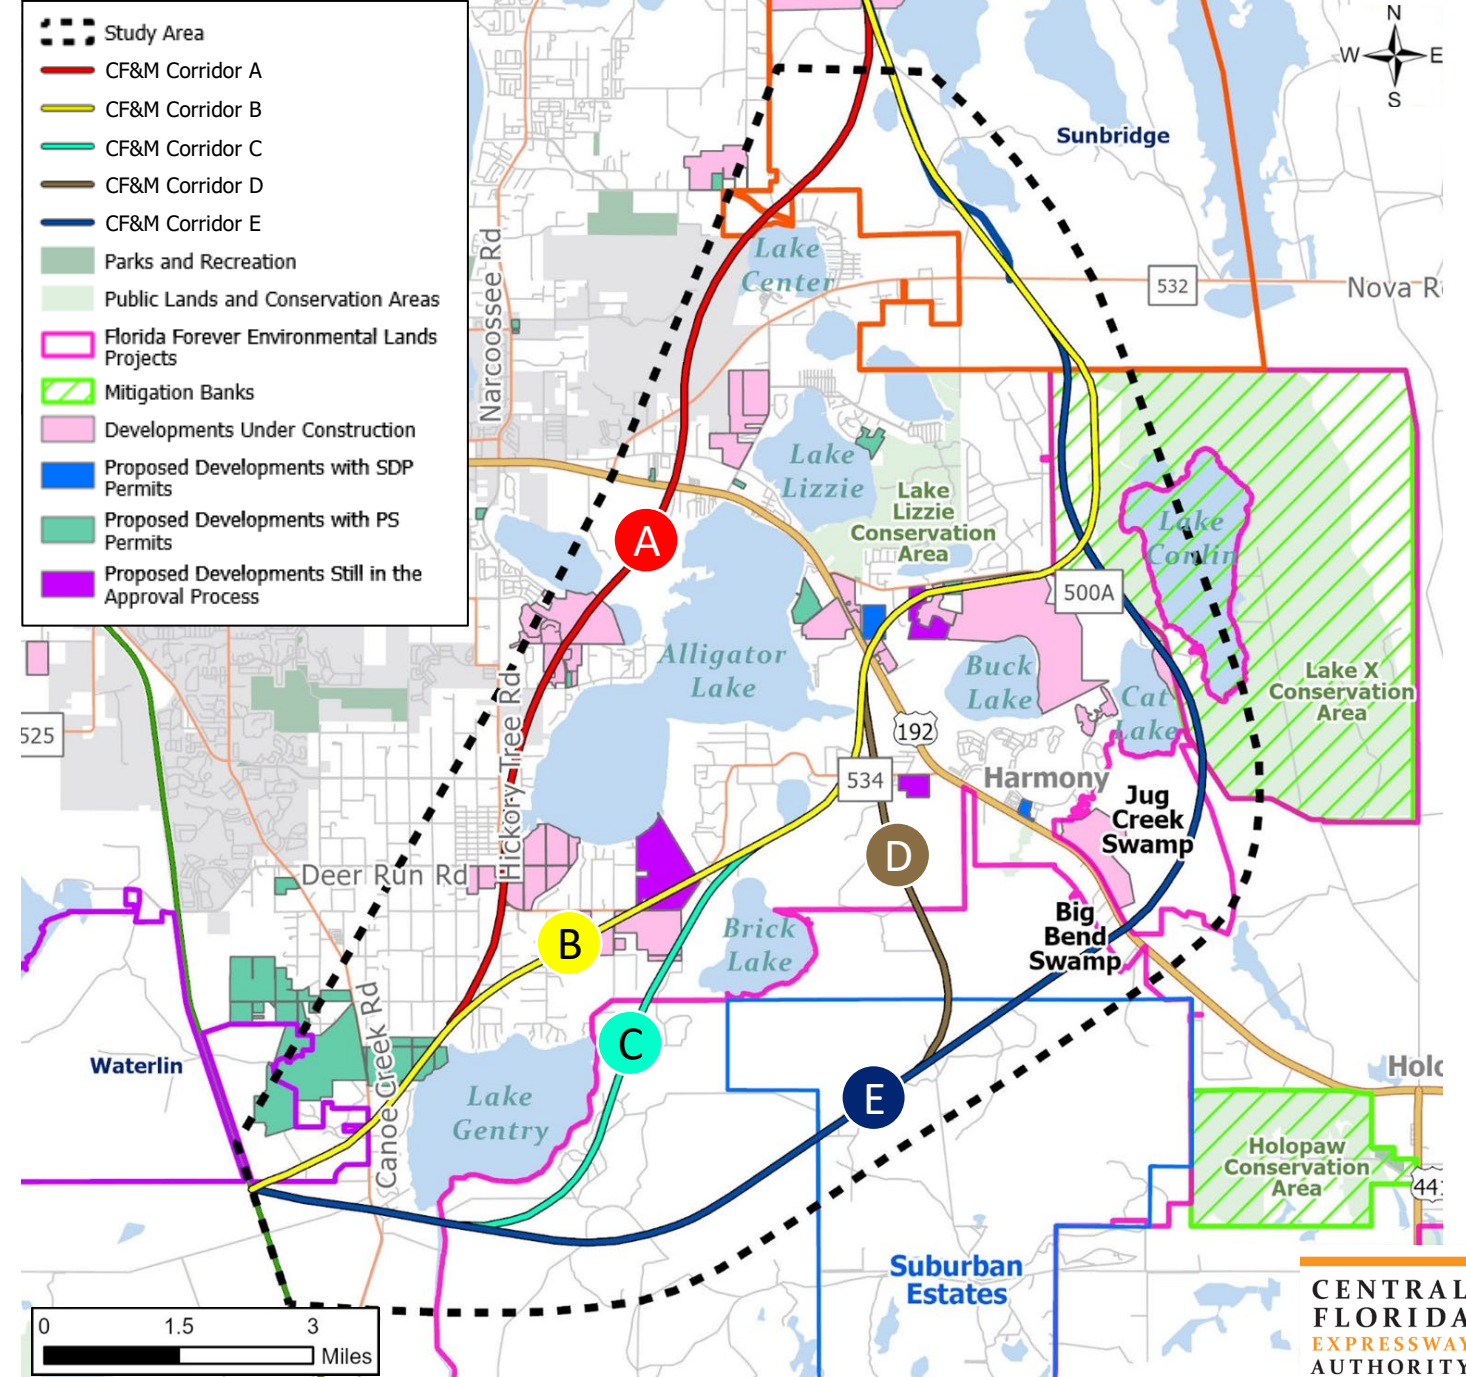 Study Area
CF&M Corridor A
CF&M Corridor B
CF&M Corridor C
CF&M Corridor D
CF&M Corridor E
Parks and Recreation
Public Lands and Conservation Areas
Florida Forever Environmental Lands
Projects
Mitigation Banks
Developments Under Construction
Proposed Developments with SDP
Permits
Proposed Developments with PS
Permits
Proposed Developments Still in the
Approval Process
N
W E
S
Sunbridge
Narcoossee Rd
Lake
Center
532
Nova R
Lake
Lizzie
Lake
Lizzie
Conservation
Area
A
Lake
Conlin
500A
Alligator
Lake
Buck
Lake
Cat
Lake
Lake X
Conservation
Area
525
Hickory Tree Rd
192
534
Harmony
Jug
Creek
Swamp
D
Deer Run Rd
B
Brick
Lake
Big
Bend
Swamp
C
Canoe Creek Rd
Waterlin
E
Lake
Gentry
Holo
Holopaw
Conservation
Area
441
Suburban
Estates
0 1.5 3
Miles
CENTRAL
FLORIDA
EXPRESSWAY
AUTHORITY